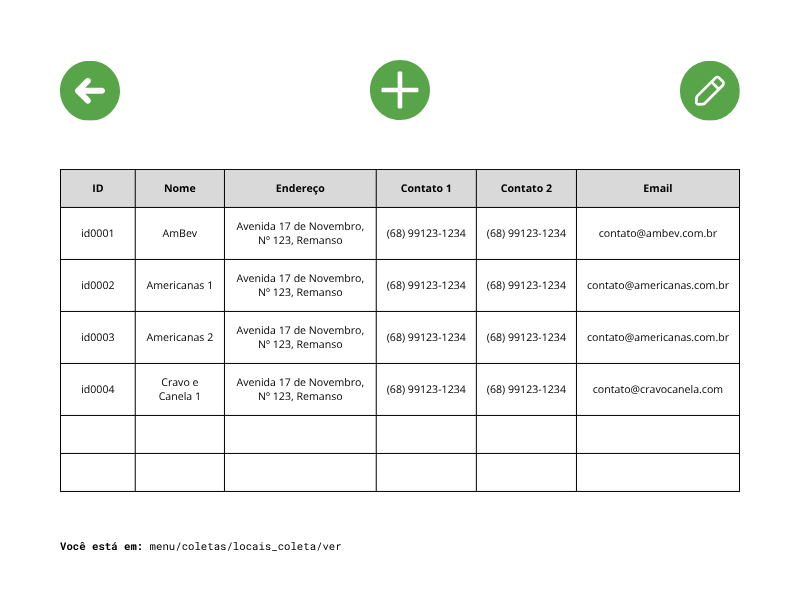 ID Nome Endereço Contato 1 Contato 2 Email
id0001 AmBev Avenida 17 de Novembro, Nº 123, Remanso (68) 99123-1234 (68) 99123-1234 contato@ambev.com.br
id0002 Americanas 1 Avenida 17 de Novembro, Nº 123, Remanso (68) 99123-1234 (68) 99123-1234 contato@americanas.com.br
id0003 Americanas 2 Avenida 17 de Novembro, Nº 123, Remanso (68) 99123-1234 (68) 99123-1234 contato@americanas.com.br
id0004 Cravo e Canela 1 Avenida 17 de Novembro, Nº 123, Remanso (68) 99123-1234 (68) 99123-1234 contato@cravocanela.com
Você está em: menu/coletas/locais_coleta/ver